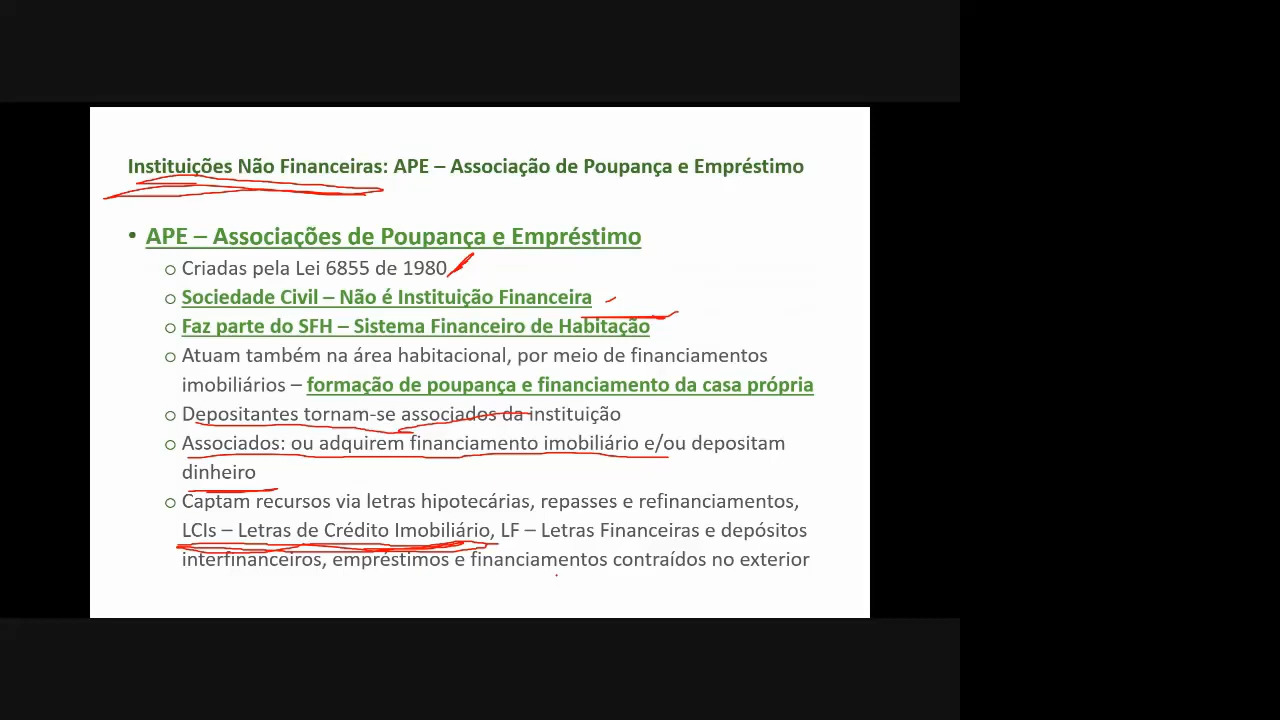 Instituições Não Financeiras: APE – Associação de Poupança e Empréstimo
• APE – Associações de Poupança e Empréstimo
o Criadas pela Lei 6855 de 1980
o Sociedade Civil – Não é Instituição Financeira
o Faz parte do SFH – Sistema Financeiro de Habitação
o Atuam também na área habitacional, por meio de financiamentos
imobiliários – formação de poupança e financiamento da casa própria
o Depositantes tornam-se associados da instituição
o Associados: ou adquirem financiamento imobiliário e/ou depositam
dinheiro
o Captam recursos via letras hipotecárias, repasses e refinanciamentos,
LCIs – Letras de Crédito Imobiliário, LF – Letras Financeiras e depósitos
interfinanceiros, empréstimos e financiamentos contraídos no exterior